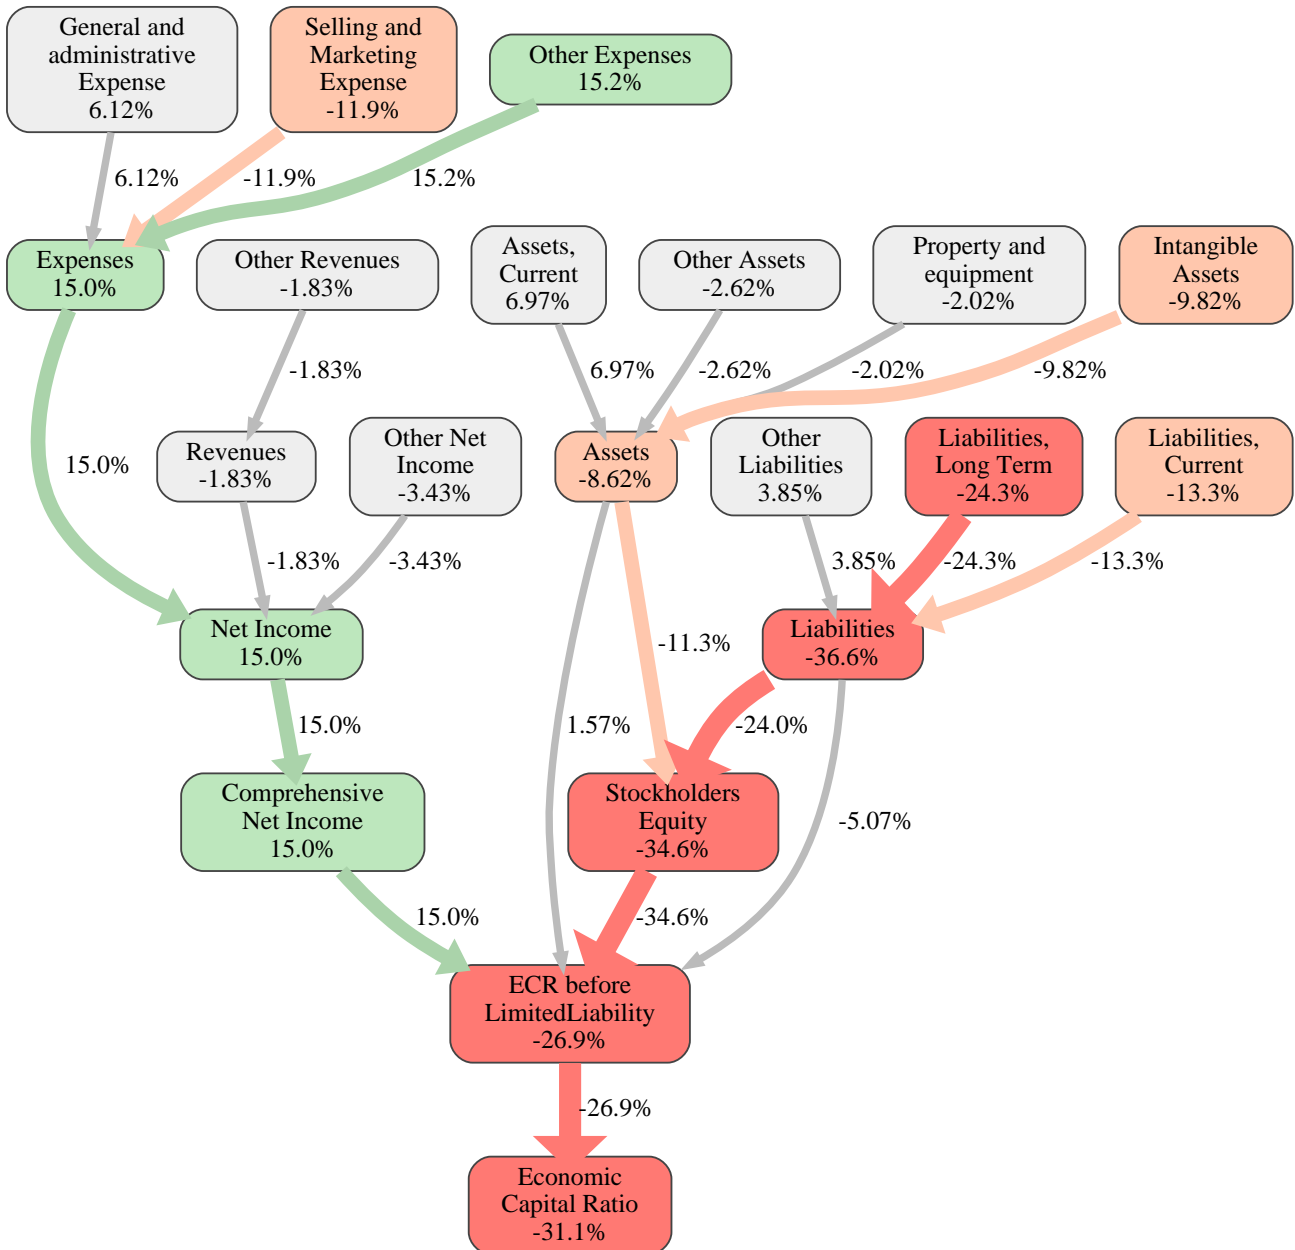 General and
administrative
Expense
6.12%
Selling and
Marketing
Expense
-11.9%
Other Expenses
15.2%
6.12%
-11.9%
15.2%
Expenses
15.0%
Other Revenues
-1.83%
Assets,
Current
6.97%
Other Assets
-2.62%
Property and
equipment
-2.02%
Intangible
Assets
-9.82%
-1.83%
6.97%
-2.62%
-2.02%
-9.82%
15.0%
Revenues
-1.83%
Other Net
Income
-3.43%
Assets
-8.62%
Other
Liabilities
3.85%
Liabilities,
Long Term
-24.3%
Liabilities,
Current
-13.3%
-1.83%
-3.43%
3.85%
-24.3%
-13.3%
Net Income
15.0%
-11.3%
Liabilities
-36.6%
15.0%
1.57%
-24.0%
Comprehensive
Net Income
15.0%
Stockholders
Equity
-34.6%
-5.07%
15.0%
-34.6%
ECR before
LimitedLiability
-26.9%
-26.9%
Economic
Capital Ratio
-31.1%